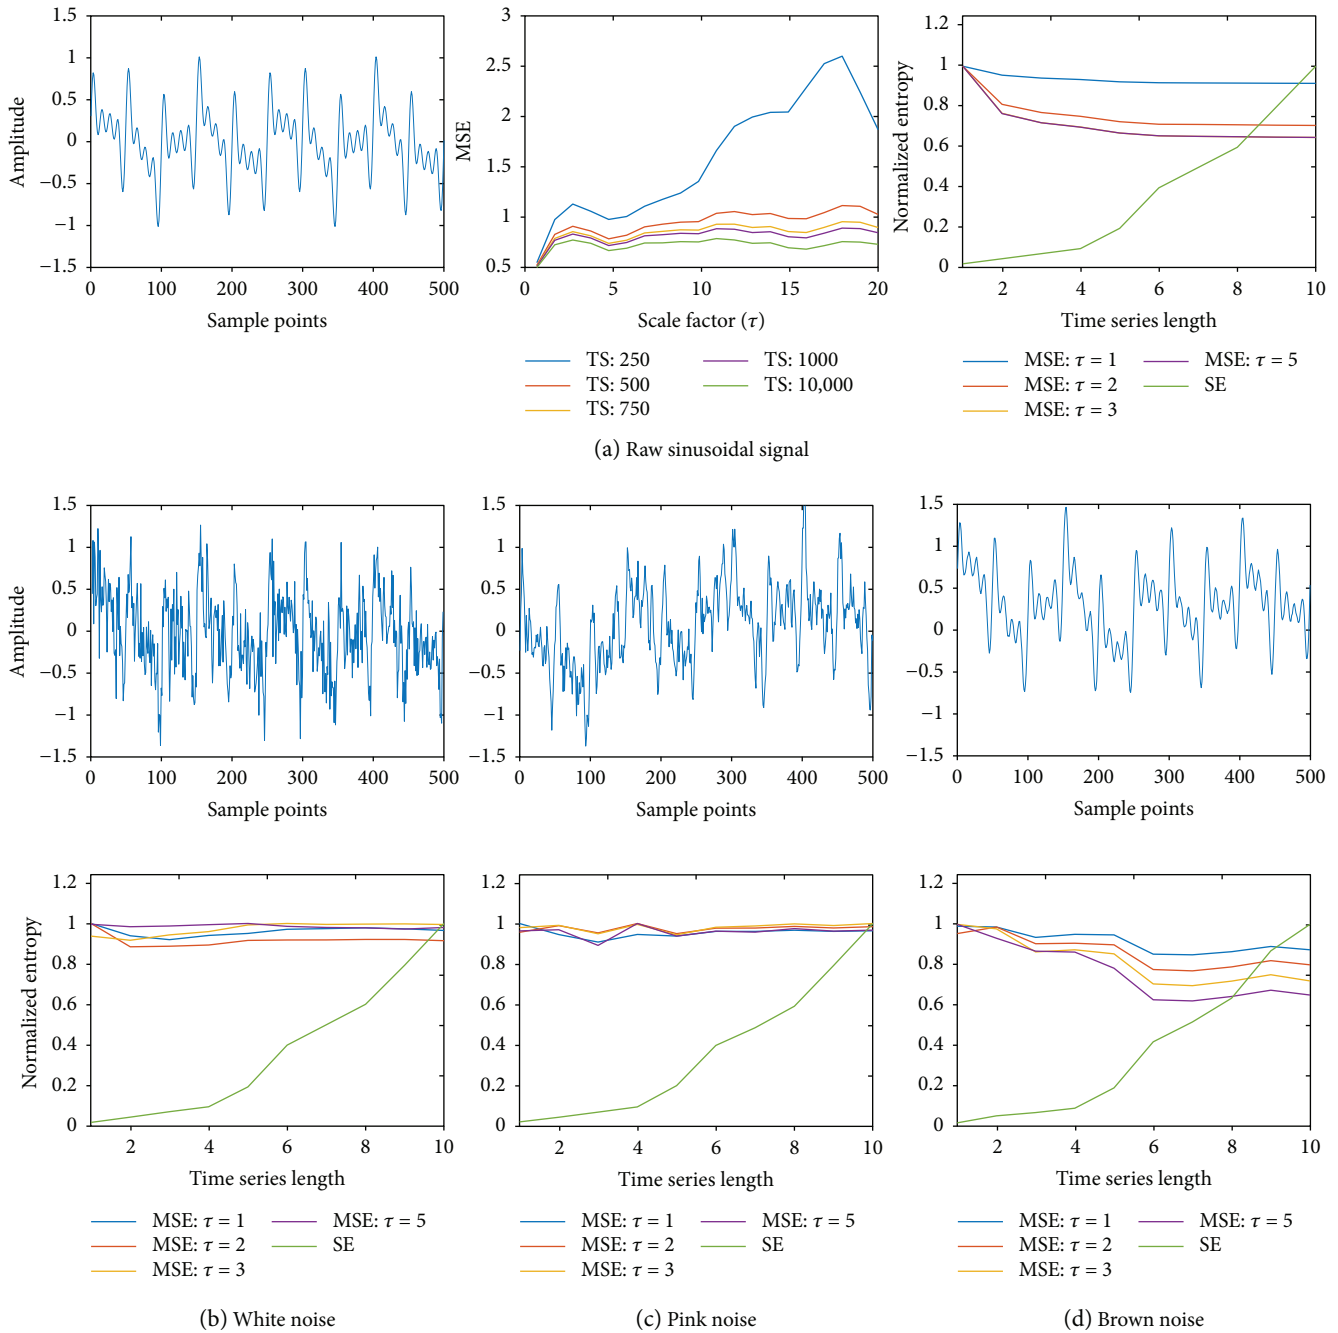 1.5
1
0.5
0
−0.5
−1
−1.5
Amplitude
0 100 200 300 400 500
Sample points
3
2.5
2
1.5
1
0.5
MSE
0 5 10 15 20
Scale factor (τ)
TS: 250
TS: 500
TS: 750
TS: 1000
TS: 10,000
1.2
1
0.8
0.6
0.4
0.2
0
Normalized entropy
2 4 6 8 10
Time series length
MSE: τ = 1
MSE: τ = 2
MSE: τ = 3
MSE: τ = 5
SE
(a) Raw sinusoidal signal
1.5
1
0.5
0
−0.5
−1
−1.5
Amplitude
0 100 200 300 400 500
Sample points
1.5
1
0.5
0
−0.5
−1
−1.5
0 100 200 300 400 500
Sample points
1.5
1
0.5
0
−0.5
−1
−1.5
0 100 200 300 400 500
Sample points
1.2
1
0.8
0.6
0.4
0.2
0
Normalized entropy
2 4 6 8 10
Time series length
MSE: τ = 1
MSE: τ = 2
MSE: τ = 3
MSE: τ = 5
SE
(b) White noise
1.2
1
0.8
0.6
0.4
0.2
0
2 4 6 8 10
Time series length
MSE: τ = 1
MSE: τ = 2
MSE: τ = 3
MSE: τ = 5
SE
(c) Pink noise
1.2
1
0.8
0.6
0.4
0.2
0
2 4 6 8 10
Time series length
MSE: τ = 1
MSE: τ = 2
MSE: τ = 3
MSE: τ = 5
SE
(d) Brown noise